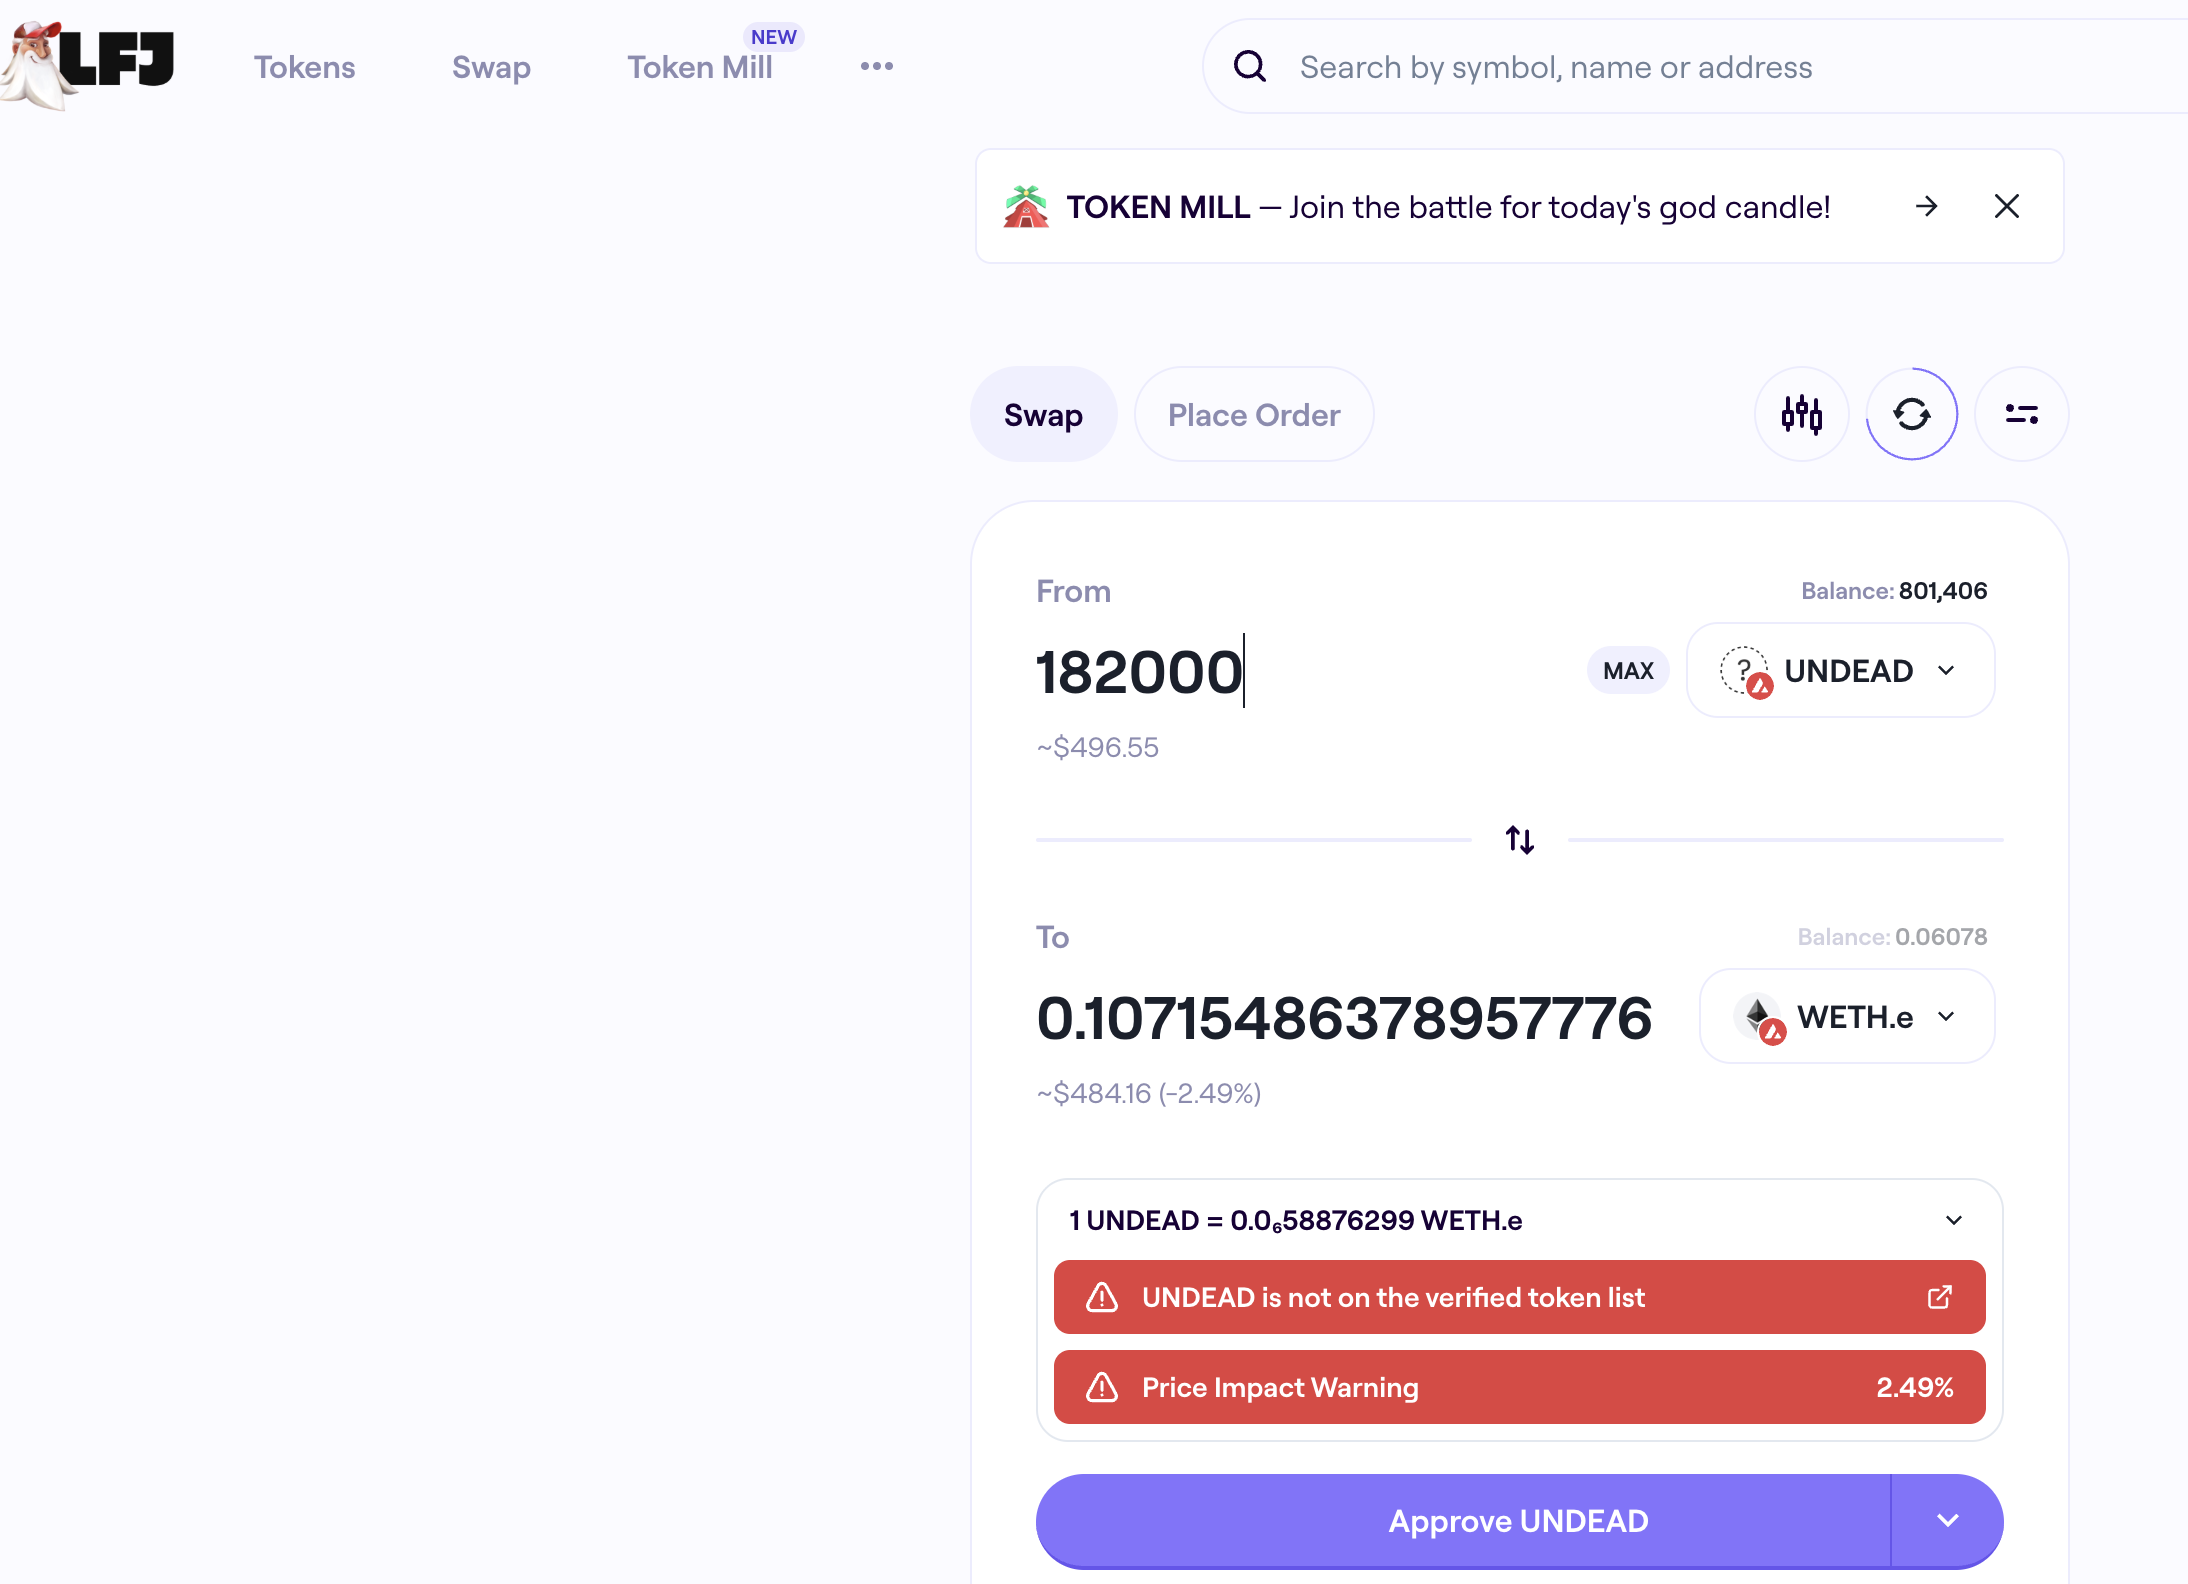 LFJ
Tokens
Swap
Token Mill
NEW
Search by symbol, name or address
TOKEN MILL — Join the battle for today's god candle!
Swap
Place Order
From
Balance: 801,406
182000
MAX
? UNDEAD
~$496.55
To
Balance: 0.06078
0.10715486378957776
WETH.e
~$484.16 (-2.49%)
1 UNDEAD = 0.0₆58876299 WETH.e
UNDEAD is not on the verified token list
Price Impact Warning
2.49%
Approve UNDEAD